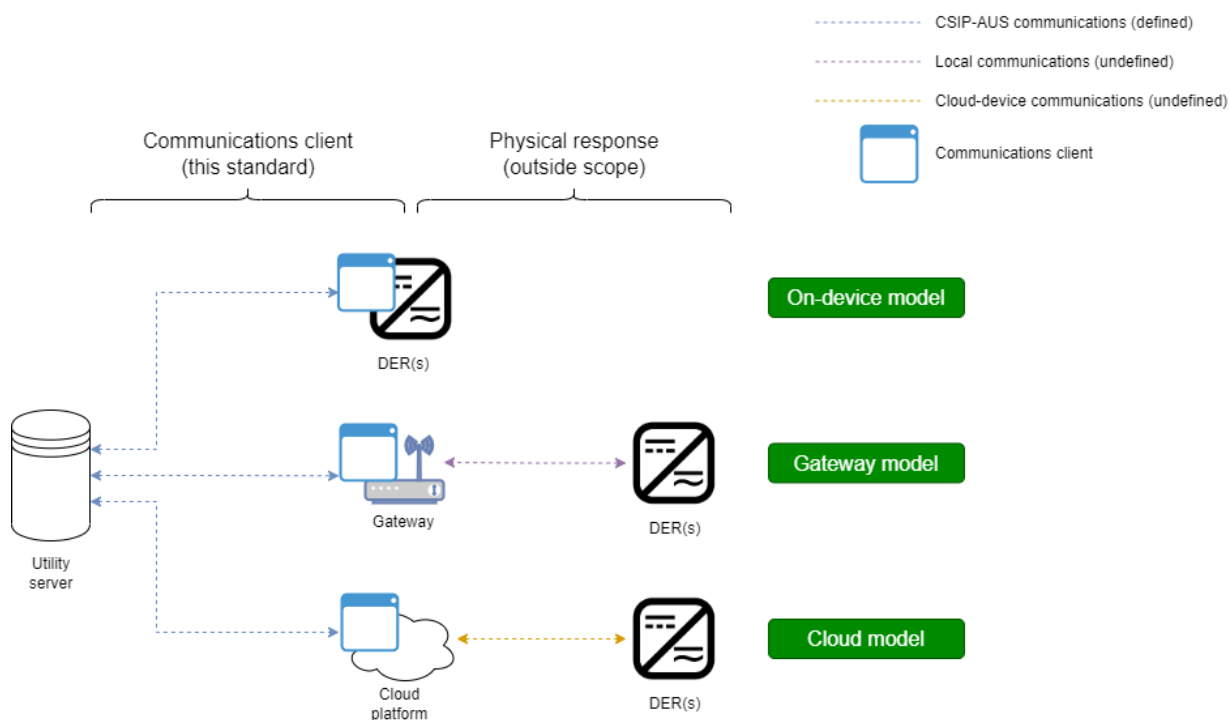 CSIP-AUS communications (defined)
Local communications (undefined)
Cloud-device communications (undefined)
Communications client
Communications client
(this standard)
Physical response
(outside scope)
On-device model
DER(s)
Utility
server
Gateway
DER(s)
Gateway model
Cloud
platform
DER(s)
Cloud model